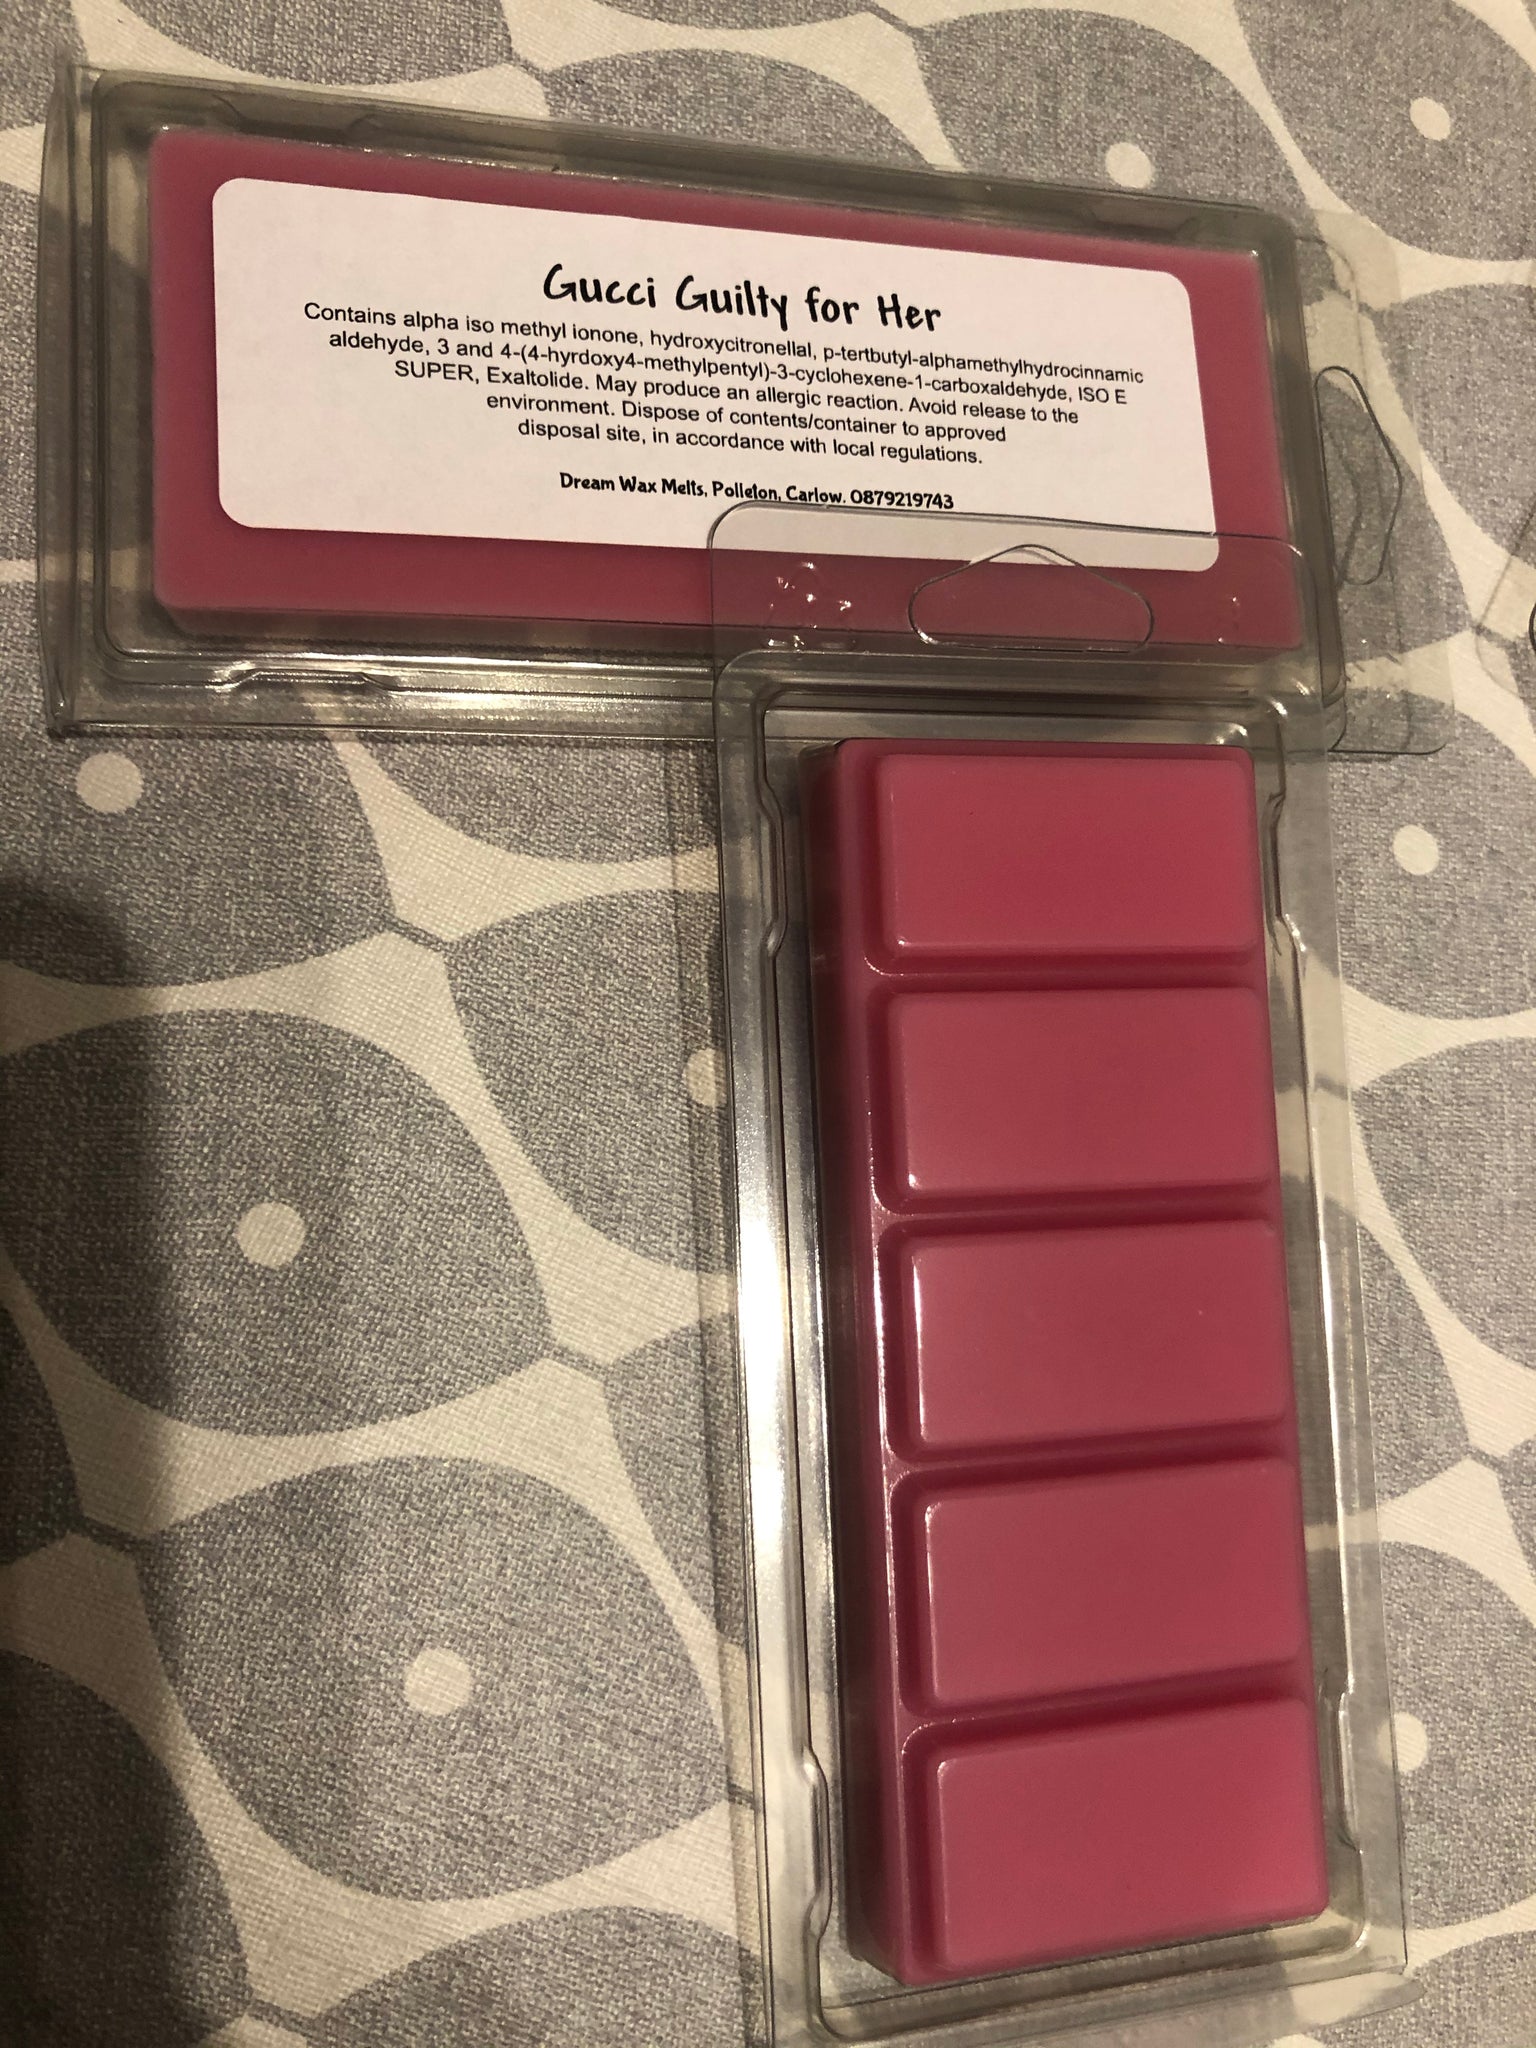 Gucci Guilty for Her
Contains alpha iso methyl ionone, hydroxycitronellal, p-tertbutyl-alphamethylhydrocinnamic
aldehyde, 3 and 4-(4-hyrdoxy4-methylpentyl)-3-cyclohexene-1-carboxaldehyde, ISO E
SUPER, Exaltolide. May produce an allergic reaction. Avoid release to the
environment. Dispose of contents/container to approved
disposal site, in accordance with local regulations.
Dream Wax Melts, Polleton, Carlow. 0879219743